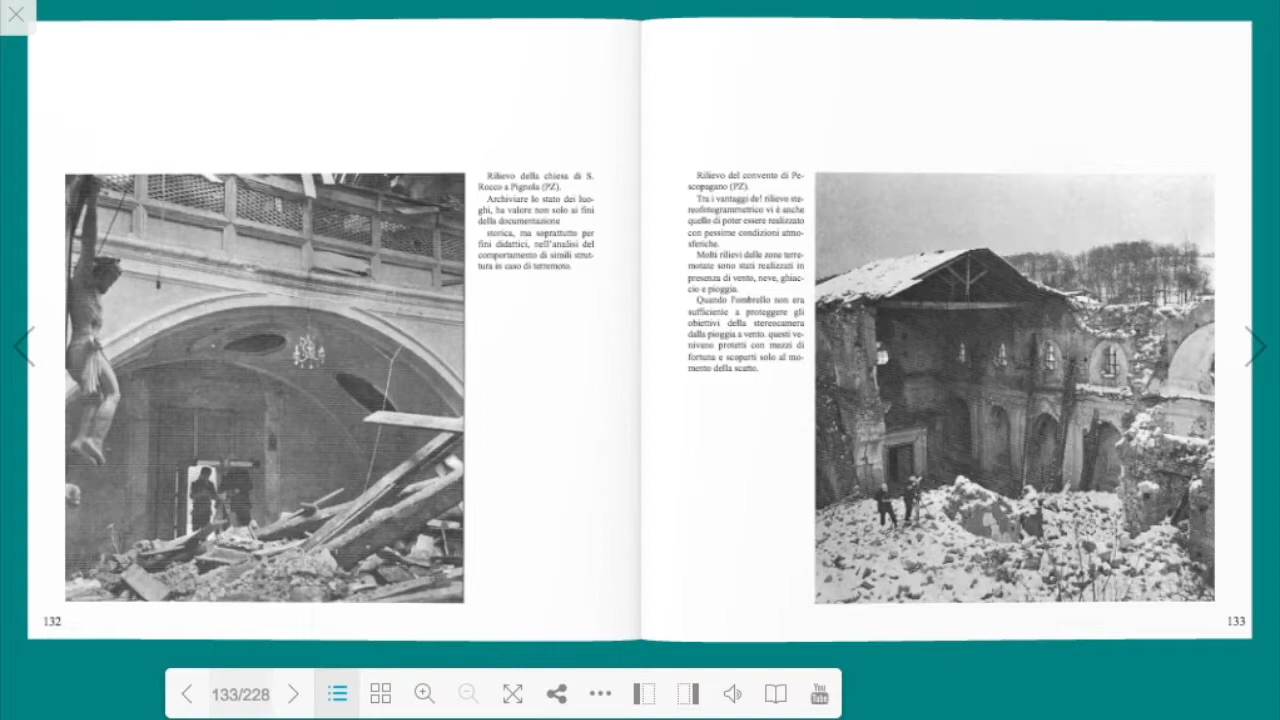 Rilievo della chiesa di S.
Rocco a Pignola (PZ).
Archiviare lo stato dei luo-
ghi, ha valore non solo ai fini
della documentazione
storica, ma soprattutto per
fini didattici, nell'analisi del
comportamento di simili strut-
tura in caso di terremoto.
132
Rilievo del convento di Pe-
scopagano (PZ).
Tra i vantaggi del rilievo ste-
reofotogrammetrico vi è anche
quello di poter essere realizzato
con pessime condizioni atmo-
sferiche.
Molti rilievi delle zone terre-
motate sono stati realizzati in
presenza di vento, neve, ghiac-
cio e pioggia.
Quando l'ombrello non era
sufficiente a proteggere gli
obiettivi della stereocamera
dalla pioggia a vento, questi ve-
nivano protetti con mezzi di
fortuna e scoperti solo al mo-
mento della scatto.
133
133/228
You
Tube